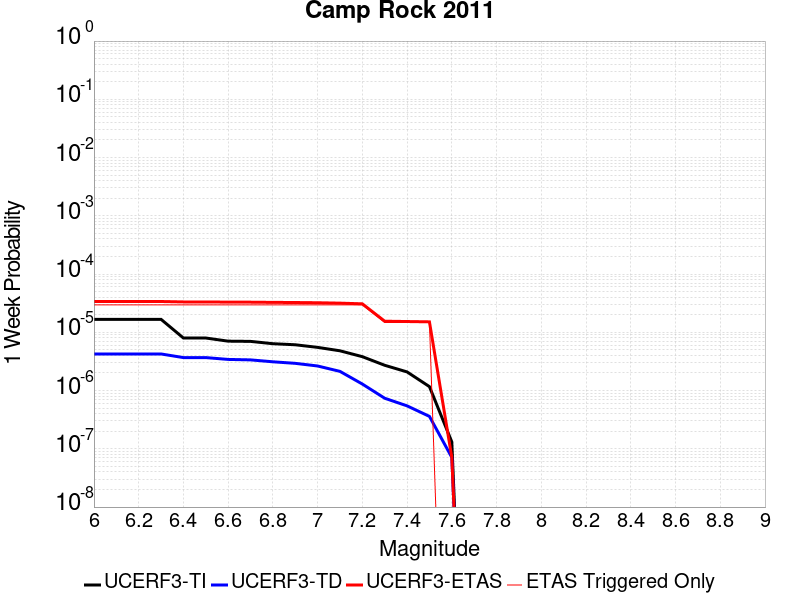 Camp Rock 2011
10^0
10^-1
10^-2
10^-3
10^-4
10^-5
10^-6
10^-7
10^-8
1 Week Probability
6 6.2 6.4 6.6 6.8 7 7.2 7.4 7.6 7.8 8 8.2 8.4 8.6 8.8 9
Magnitude
UCERF3-TI UCERF3-TD UCERF3-ETAS ETAS Triggered Only